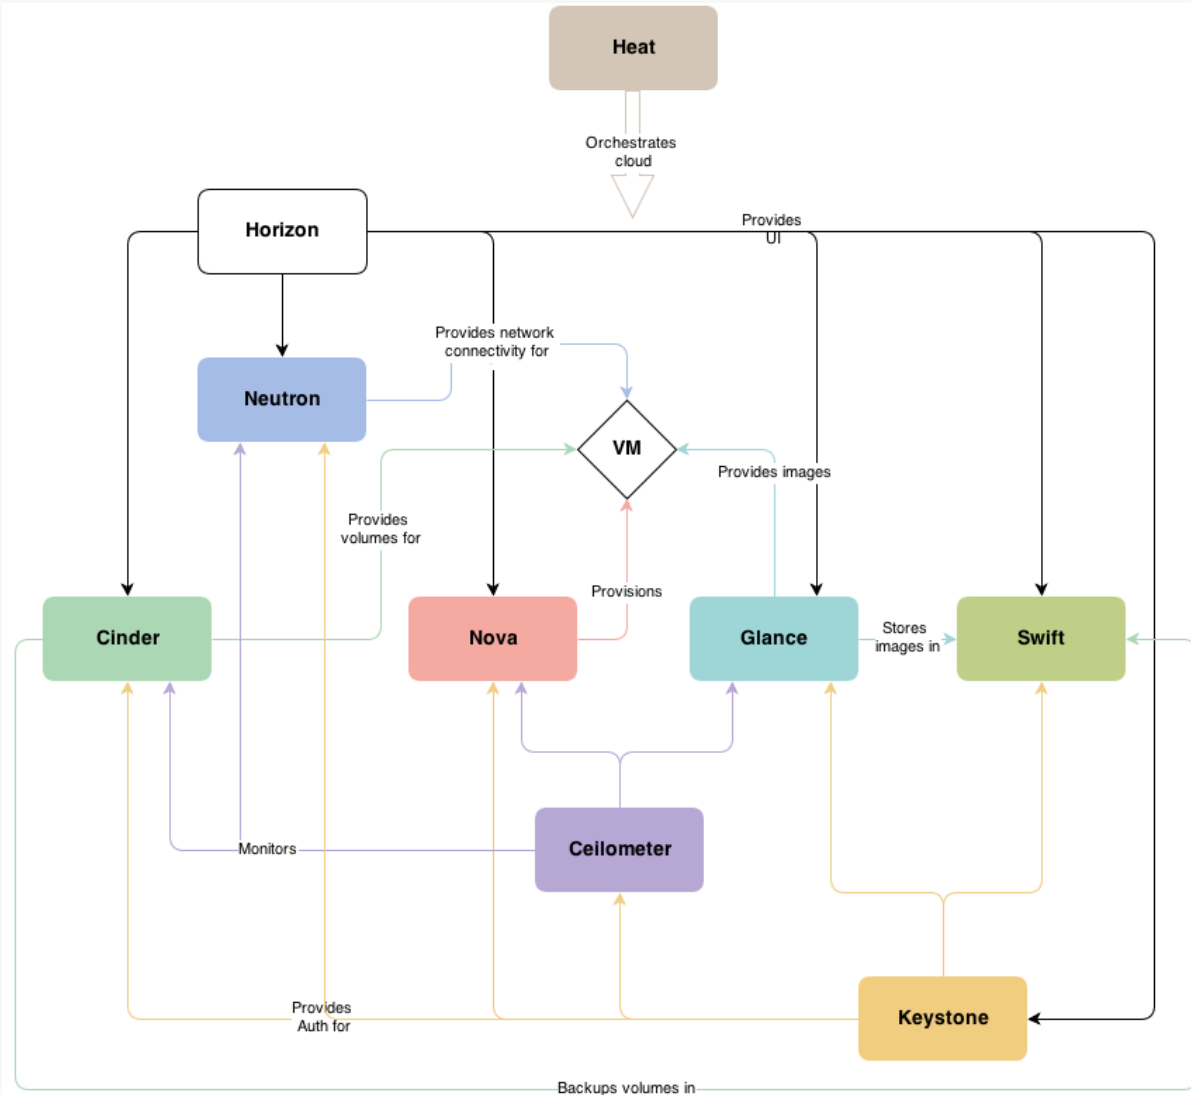 Heat
Orchestrates
cloud
Horizon
Provides
UI
Provides network
connectivity for
Neutron
VM
Provides images
Provides
volumes for
Provisions
Cinder
Nova
Glance
Stores
images in
Swift
Monitors
Ceilometer
Provides
Auth for
Keystone
Backups volumes in